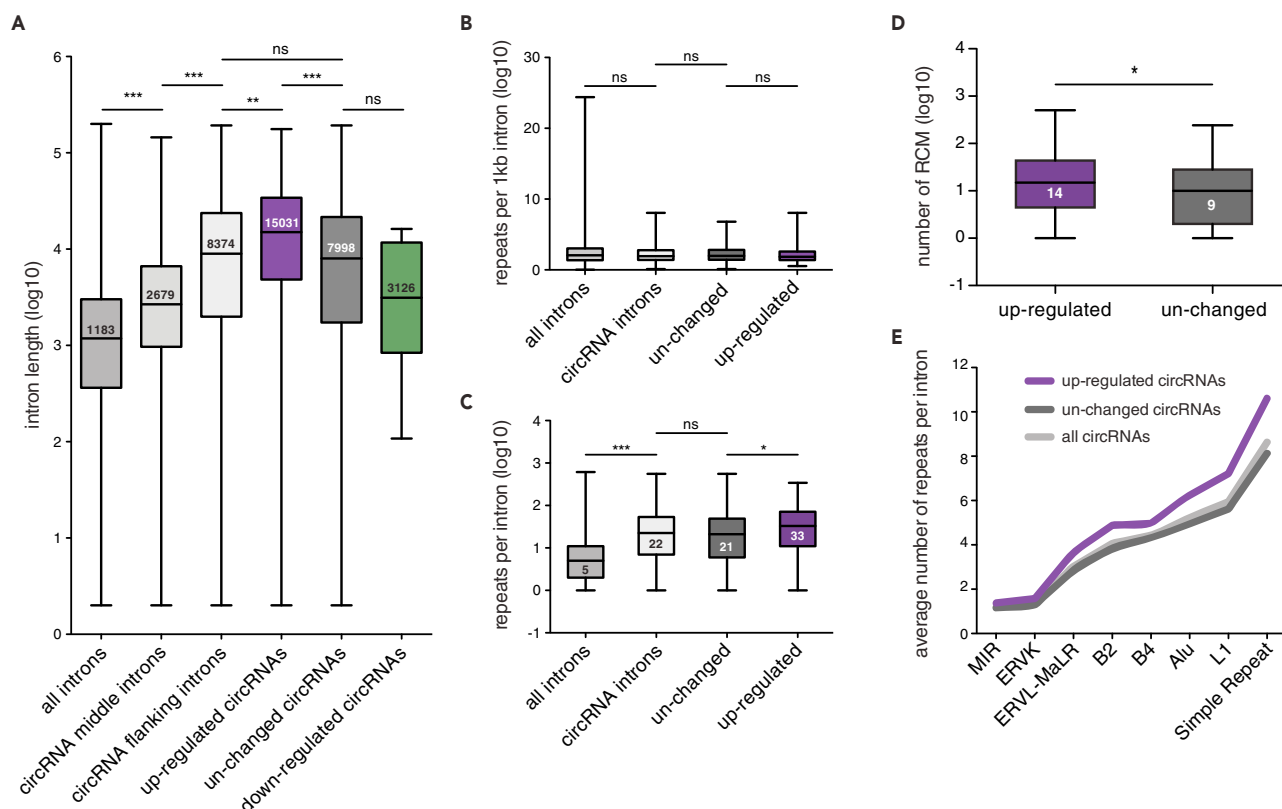 A
intron length (log10)
6
5
4
3
2
1
0
ns
*** ***
*** ** ns
1183
2679
8374
15031
7998
3126
all introns
circRNA middle introns
circRNA flanking introns
up-regulated circRNAs
un-changed circRNAs
down-regulated circRNAs
B
repeats per 1kb intron (log10)
30
20
10
0
ns
ns ns
all introns
circRNA introns
un-changed
up-regulated
C
repeats per intron (log10)
4
3
2
1
0
-1
ns
*** *
5
22
21
33
all introns
circRNA introns
un-changed
up-regulated
D
number of RCM (log10)
4
3
2
1
0
-1
*
14
9
up-regulated un-changed
E
average number of repeats per intron
12
10
8
6
4
2
0
up-regulated circRNAs
un-changed circRNAs
all circRNAs
MIR
ERVK
ERVL-MaLR
B2
B4
Alu
L1
Simple Repeat